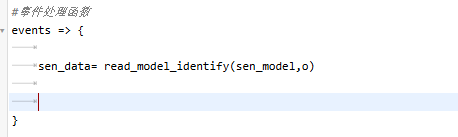 #事件处理函数
events => {
sen_data= read_model_identify(sen_model,o)
}